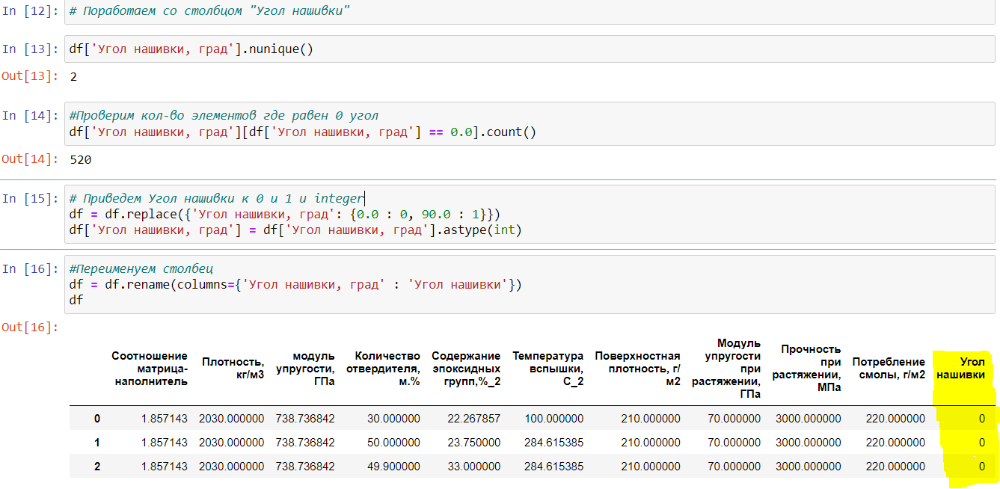 In [12]: # Поработаем со столбцом "Угол нашивки"
In [13]: df['Угол нашивки, град'].nunique()
Out[13]: 2
In [14]: #Проверим кол-во элементов где равен 0 угол
df['Угол нашивки, град'][df['Угол нашивки, град'] == 0.0].count()
Out[14]: 520
In [15]: # Приведем Угол нашивки к 0 и 1 и integer
df = df.replace({'Угол нашивки, град': {0.0 : 0, 90.0 : 1}})
df['Угол нашивки, град'] = df['Угол нашивки, град'].astype(int)
In [16]: #Переименуем столбец
df = df.rename(columns={'Угол нашивки, град' : 'Угол нашивки'})
df
Out[16]:
Соотношение
матрица-
наполнитель
Плотность,
кг/м3
модуль
упругости,
ГПа
Количество
отвердителя,
м.%
Содержание
эпоксидных
групп,%_2
Температура
вспышки,
С_2
Поверхностная
плотность, г/
м2
Модуль
упругости
при
растяжении,
ГПа
Прочность
при
растяжении,
МПа
Потребление
смолы, г/м2
Угол
нашивки
0 1.857143 2030.000000 738.736842 30.000000 22.267857 100.000000 210.000000 70.000000 3000.000000 220.000000 0
1 1.857143 2030.000000 738.736842 50.000000 23.750000 284.615385 210.000000 70.000000 3000.000000 220.000000 0
2 1.857143 2030.000000 738.736842 49.900000 33.000000 284.615385 210.000000 70.000000 3000.000000 220.000000 0